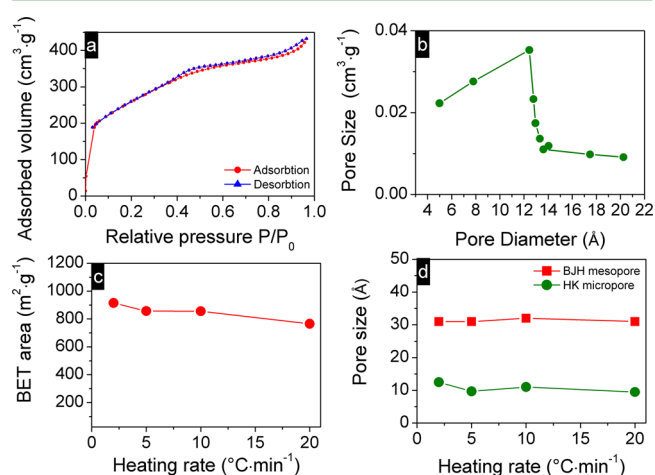 a
Adsorbed volume (cm³·g⁻¹)
400
300
200
100
0
0.0 0.2 0.4 0.6 0.8 1.0
Adsorbtion
Desorbtion
Relative pressure P/P₀
b
Pore Size (cm³·g⁻¹)
0.04
0.02
0.00
4 6 8 10 12 14 16 18 20 22
Pore Diameter (Å)
c
BET area (m²·g⁻¹)
1200
1000
800
600
400
200
0 5 10 15 20
Heating rate (°C·min⁻¹)
d
Pore size (Å)
50
40
30
20
10
0
0 5 10 15 20
BJH mesopore
HK micropore
Heating rate (°C·min⁻¹)